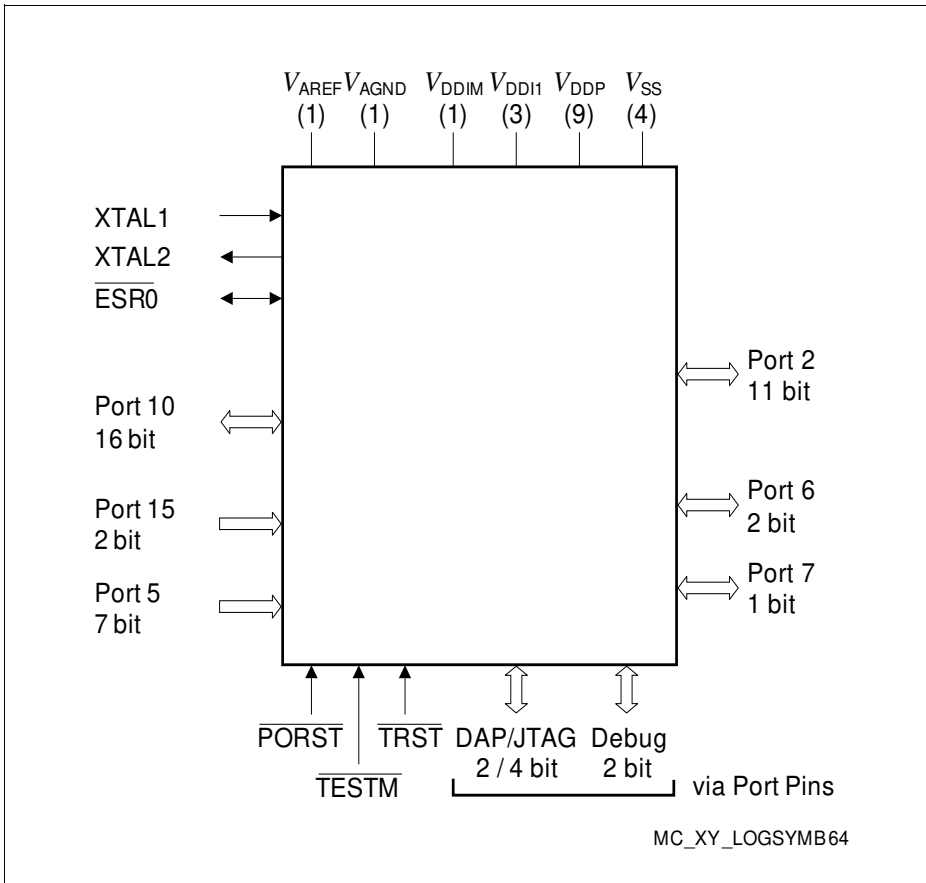 VAREF VAGND VDDIM VDDI1 VDDP VSS
(1) (1) (1) (3) (9) (4)
XTAL1
XTAL2
ESR0
Port 10
16 bit
Port 15
2 bit
Port 5
7 bit
Port 2
11 bit
Port 6
2 bit
Port 7
1 bit
PORST TRST DAP/JTAG Debug
TESTM 2 / 4 bit 2 bit
via Port Pins
MC_XY_LOGSYMB64